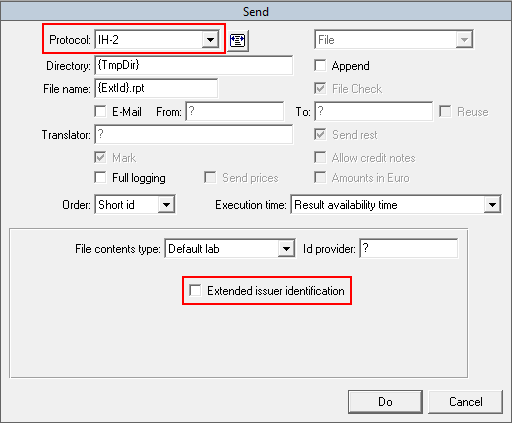 Send
Protocol: IH-2 File
Directory: {TmpDir} Append
File name: {ExtId}.rpt File Check
E-Mail From: ? To: ? Reuse
Translator: ? Send rest
Mark Allow credit notes
Full logging Send prices Amounts in Euro
Order: Short id Execution time: Result availability time
File contents type: Default lab Id provider: ?
Extended issuer identification
Do Cancel